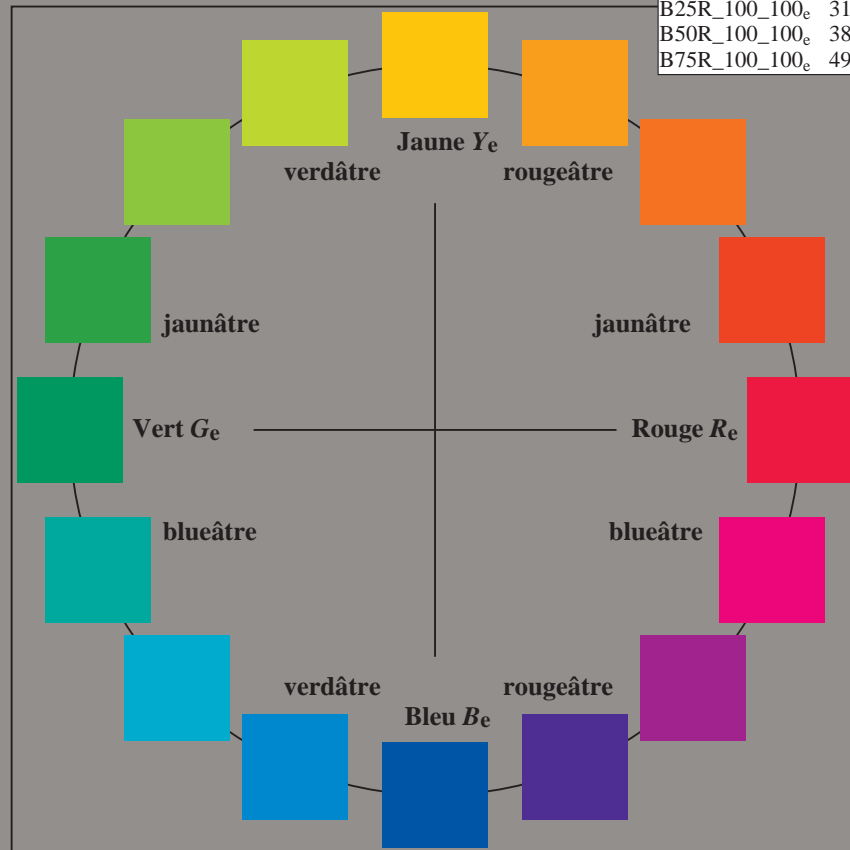 B25R_100_100e 31
B50R_100_100e 38
B75R_100_100e 49
Jaune Ye
verdâtre rougeâtre
jaunâtre jaunâtre
Vert Ge Rouge Re
blueâtre blueâtre
verdâtre rougeâtre
Bleu Be